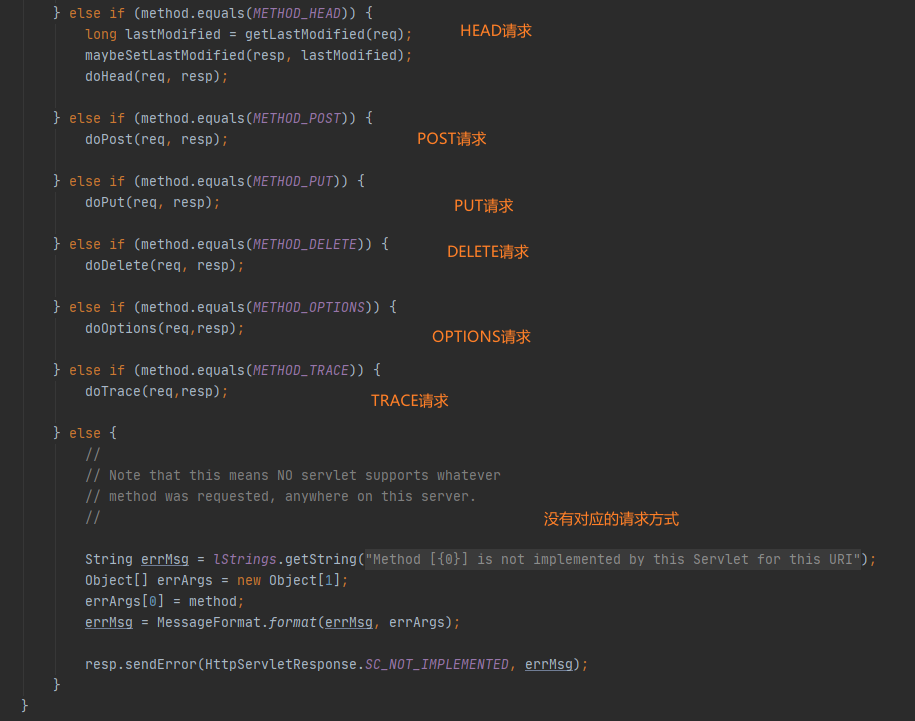 } else if (method.equals(METHOD_HEAD)) {
HEAD请求
long lastModified = getLastModified(req);
maybeSetLastModified(resp, lastModified);
doHead(req, resp);
} else if (method.equals(METHOD_POST)) {
doPost(req, resp);
POST请求
} else if (method.equals(METHOD_PUT)) {
doPut(req, resp);
PUT请求
} else if (method.equals(METHOD_DELETE)) {
DELETE请求
doDelete(req, resp);
} else if (method.equals(METHOD_OPTIONS)) {
doOptions(req,resp);
OPTIONS请求
} else if (method.equals(METHOD_TRACE)) {
doTrace(req,resp);
TRACE请求
} else {
//
// Note that this means NO servlet supports whatever
// method was requested, anywhere on this server.
//
没有对应的请求方式
String errMsg = lStrings.getString("Method [{0}] is not implemented by this Servlet for this URI");
Object[] errArgs = new Object[1];
errArgs[0] = method;
errMsg = MessageFormat.format(errMsg, errArgs);
resp.sendError(HttpServletResponse.SC_NOT_IMPLEMENTED, errMsg);
}
}